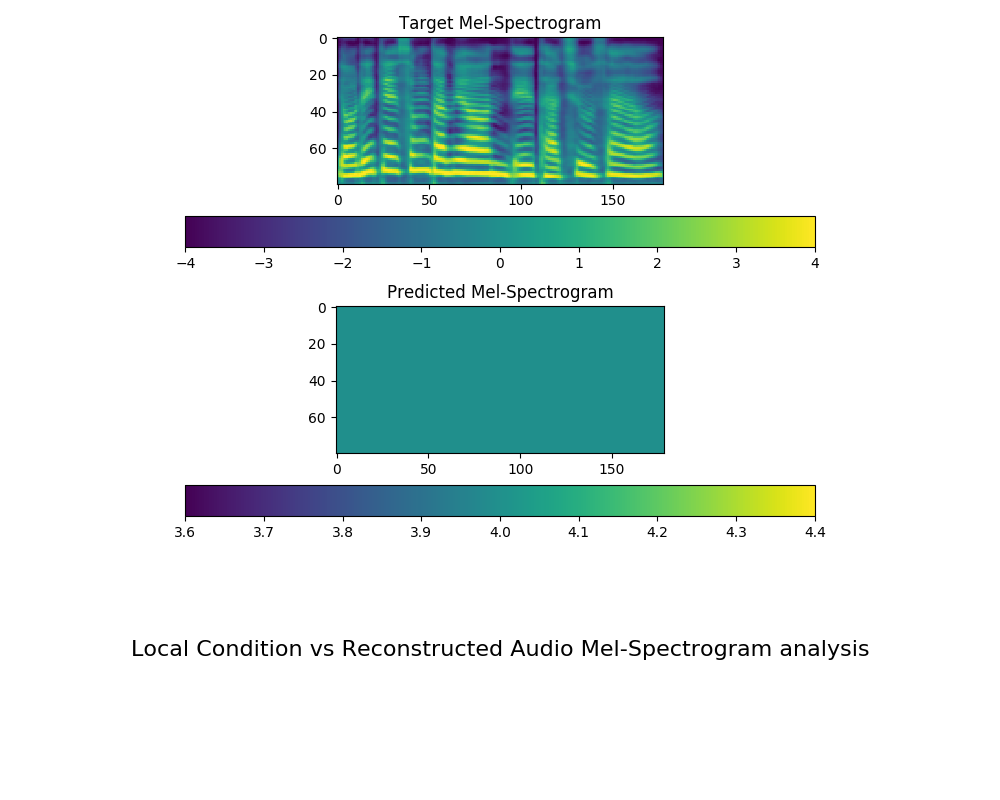 Target Mel-Spectrogram
0
20
40
60
0 50 100 150
−4 −3 −2 −1 0 1 2 3 4
Predicted Mel-Spectrogram
0
20
40
60
0 50 100 150
3.6 3.7 3.8 3.9 4.0 4.1 4.2 4.3 4.4
Local Condition vs Reconstructed Audio Mel-Spectrogram analysis